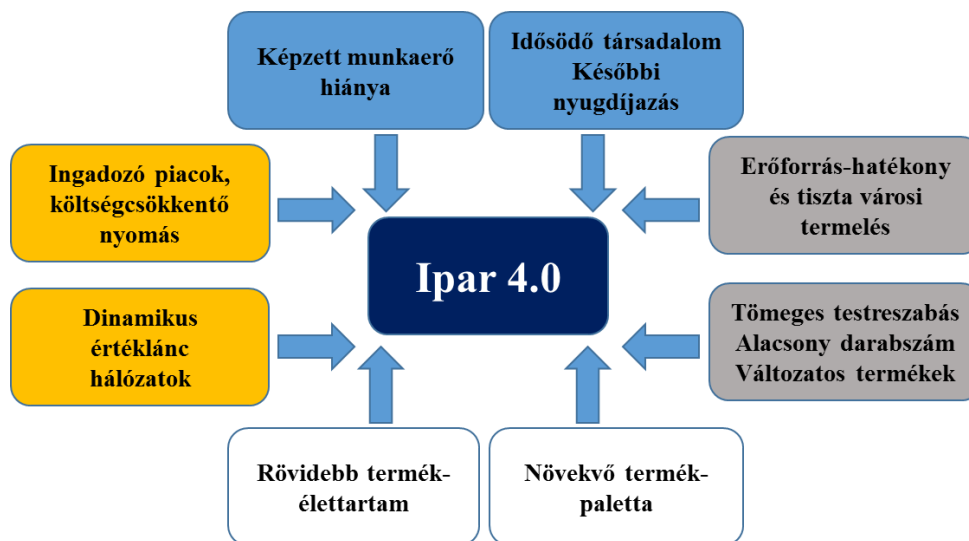 Képzett munkaerő
hiánya
Idősödő társadalom
Későbbi
nyugdíjazás
Ingadozó piacok,
költségcsökkentő
nyomás
Erőforrás-hatékony
és tiszta városi
termelés
Ipar 4.0
Dinamikus
értéklánc
hálózatok
Tömeges testreszabás
Alacsony darabszám
Változatos termékek
Rövidebb termék-
élettartam
Növekvő termék-
paletta